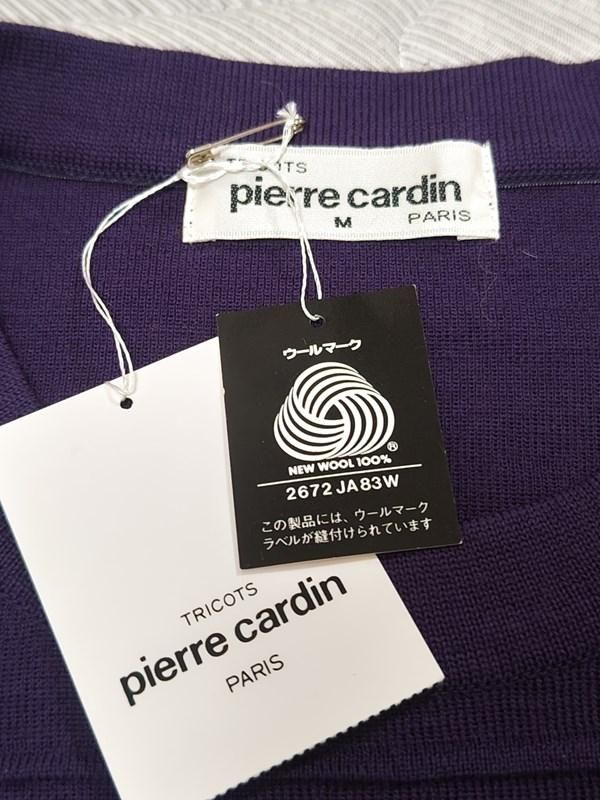 TRICOTS
pierre cardin
M PARIS
ウールマーク
®
NEW WOOL 100%
2672 JA83W
この製品には、ウールマーク
ラベルが縫付けられています
TRICOTS
pierre cardin
PARIS